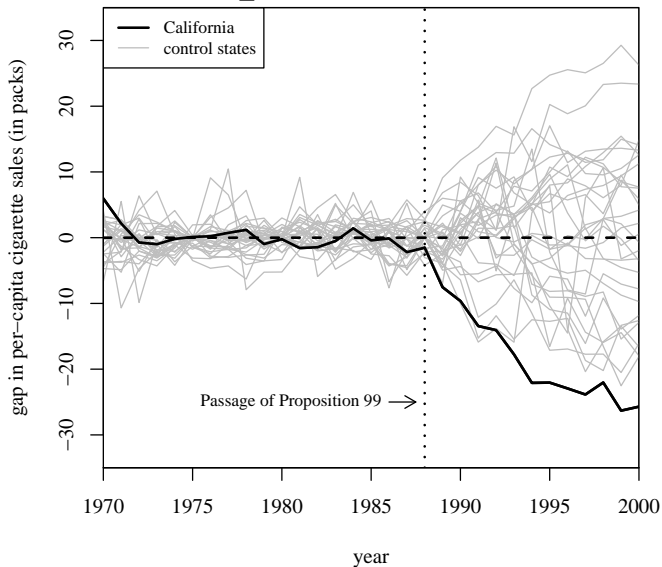 California
control states
gap in per−capita cigarette sales (in packs)
30
20
10
0
−10
−20
−30
Passage of Proposition 99
1970
1975
1980
1985
1990
1995
2000
year